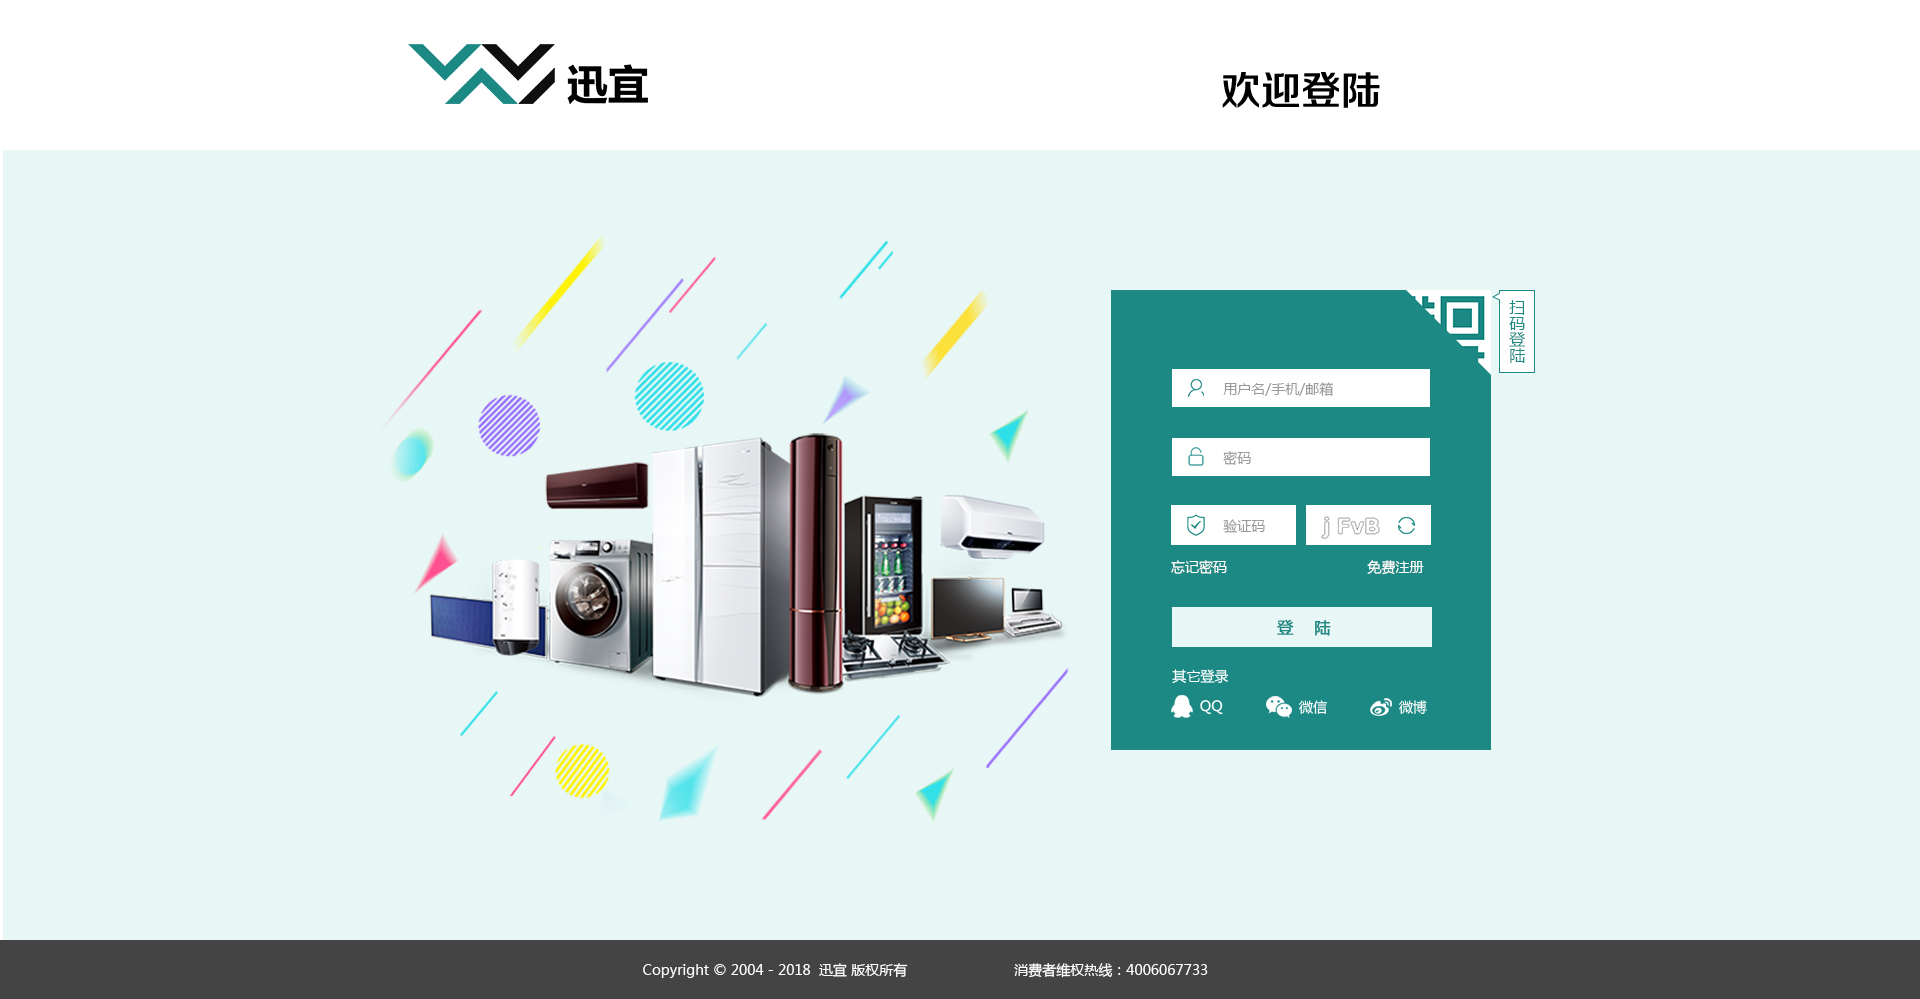 迅宜
欢迎登陆
扫码登陆
用户名/手机/邮箱
密码
验证码
j FvB
忘记密码
免费注册
登 陆
其它登录
QQ
微信
微博
Copyright © 2004 - 2018 迅宜 版权所有
消费者维权热线：4006067733